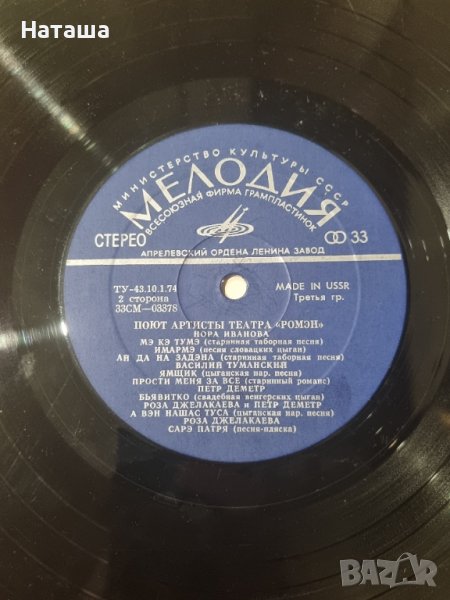 Наташа
МИНИСТЕРСТВО КУЛЬТУРЫ СССР
МЕЛОДИЯ
ВСЕСОЮЗНАЯ ФИРМА ГРАМПЛАСТИНОК
СТЕРЕО
33
АПРЕЛЕВСКИЙ ОРДЕНА ЛЕНИНА ЗАВОД
ТУ-43.10.1.74
2 сторона
33СМ—03378
MADE IN USSR
Третья гр.
ПОЮТ АРТИСТЫ ТЕАТРА «РОМЭН»
НОРА ИВАНОВА
МЭ КЭ ТУМЭ (старинная таборная песня)
ИМАРМЭ (песня словацких цыган)
АЙ ДА НА ЗАДЭНА (старинная таборная песня)
ВАСИЛИЙ ТУМАНСКИЙ
ЯМЩИК (цыганская нар. песня)
ПРОСТИ МЕНЯ ЗА ВСЕ (старинный романс)
ПЕТР ДЕМЕТР
БЬЯВИТКО (свадебная венгерских цыган)
РОЗА ДЖЕЛАКАЕВА и ПЕТР ДЕМЕТР
А ВЭН НАШАС ТУСА (цыганская нар. песня)
РОЗА ДЖЕЛАКАЕВА
САРЭ ПАТРЯ (песня-пляска)
BAZAR.bg